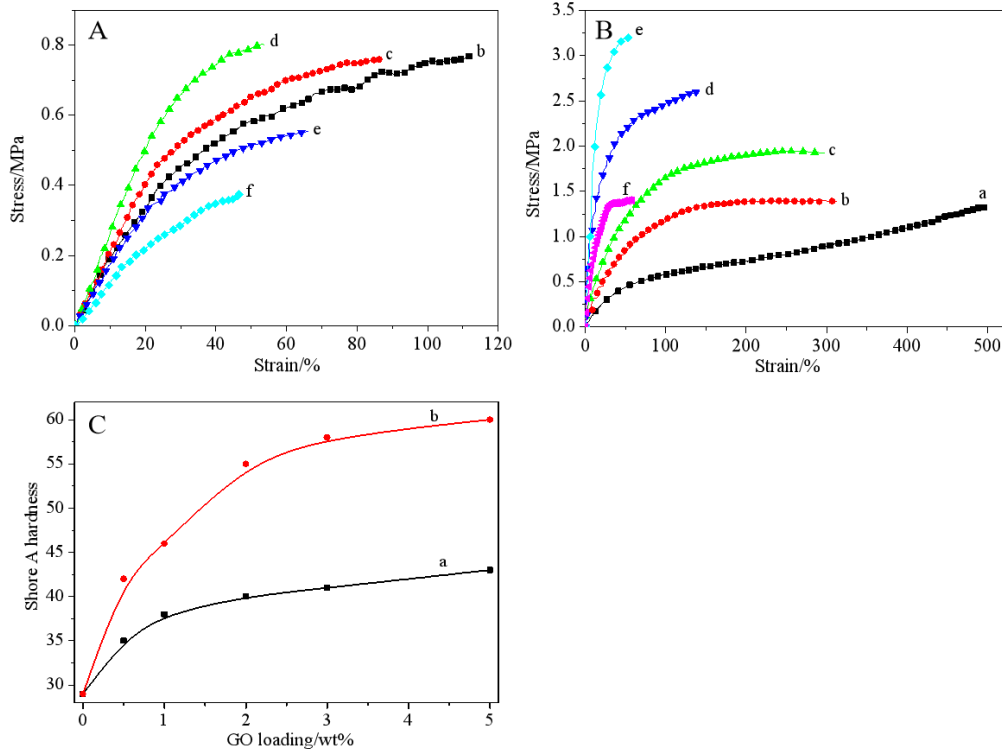 A
B
C
Stress/MPa
0.8
0.6
0.4
0.2
0.0
d
c
b
e
f
0 20 40 60 80 100 120
Strain/%
Stress/MPa
3.5
3.0
2.5
2.0
1.5
1.0
0.5
0.0
e
d
c
f
b
a
0 100 200 300 400 500
Strain/%
Shore A hardness
60
55
50
45
40
35
30
b
a
0 1 2 3 4 5
GO loading/wt%